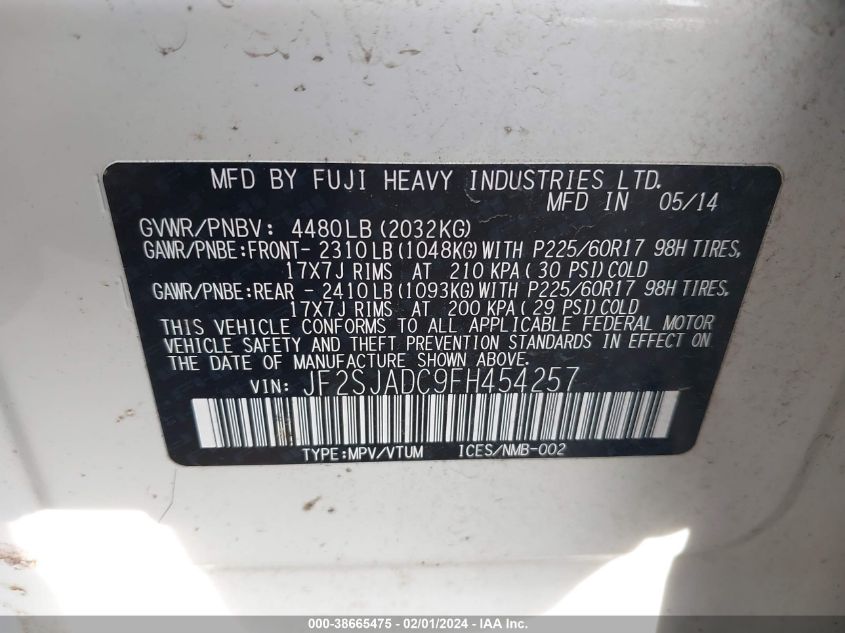 MFD BY FUJI HEAVY INDUSTRIES LTD.
MFD IN 05/14
GVWR/PNBV: 4480LB(2032KG)
GAWR/PNBE:FRONT-2310LB(1048KG)WITH P225/60R17 98H TIRES,
17X7J RIMS AT 210 KPA( 30 PSI)COLD
GAWR/PNBE:REAR -2410LB(1093KG)WITH P225/60R17 98H TIRES,
17X7J RIMS AT 200 KPA( 29 PSI)COLD
THIS VEHICLE CONFORMS TO ALL APPLICABLE FEDERAL MOTOR
VEHICLE SAFETY AND THEFT PREVENTION STANDARDS IN EFFECT ON
THE DATE OF MANUFACTURE SHOWN ABOVE.
VIN: JF2SJADC9FH454257
TYPE:MPV/VTUM ICES/NMB-002
000-38665475 - 02/01/2024 - IAA Inc.